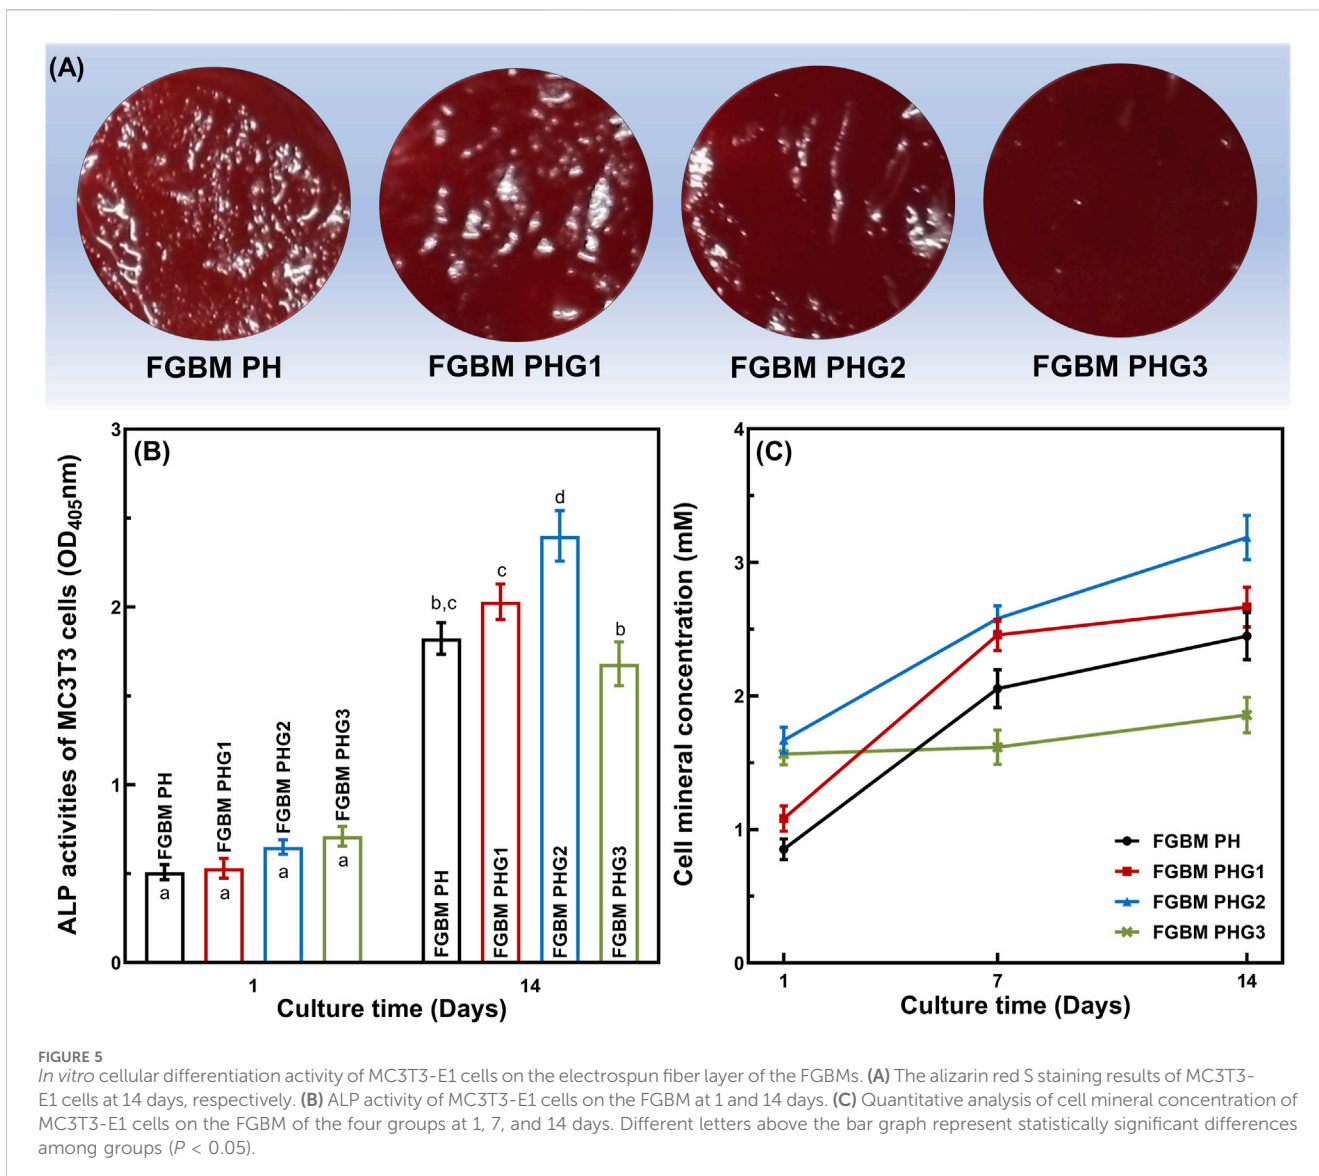 (A)
FGBM PH
FGBM PHG1
FGBM PHG2
FGBM PHG3
(B)
ALP activities of MC3T3 cells (OD405nm)
3
2
1
0
FGBM PH
a
FGBM PHG1
a
FGBM PHG2
a
FGBM PHG3
a
b,c
FGBM PH
c
FGBM PHG1
d
FGBM PHG2
b
FGBM PHG3
1
14
Culture time (Days)
(C)
Cell mineral concentration (mM)
4
3
2
1
0
FGBM PH
FGBM PHG1
FGBM PHG2
FGBM PHG3
1
7
14
Culture time (Days)
FIGURE 5
In vitro cellular differentiation activity of MC3T3-E1 cells on the electrospun fiber layer of the FGBMs. (A) The alizarin red S staining results of MC3T3-
E1 cells at 14 days, respectively. (B) ALP activity of MC3T3-E1 cells on the FGBM at 1 and 14 days. (C) Quantitative analysis of cell mineral concentration of
MC3T3-E1 cells on the FGBM of the four groups at 1, 7, and 14 days. Different letters above the bar graph represent statistically significant differences
among groups (P < 0.05).